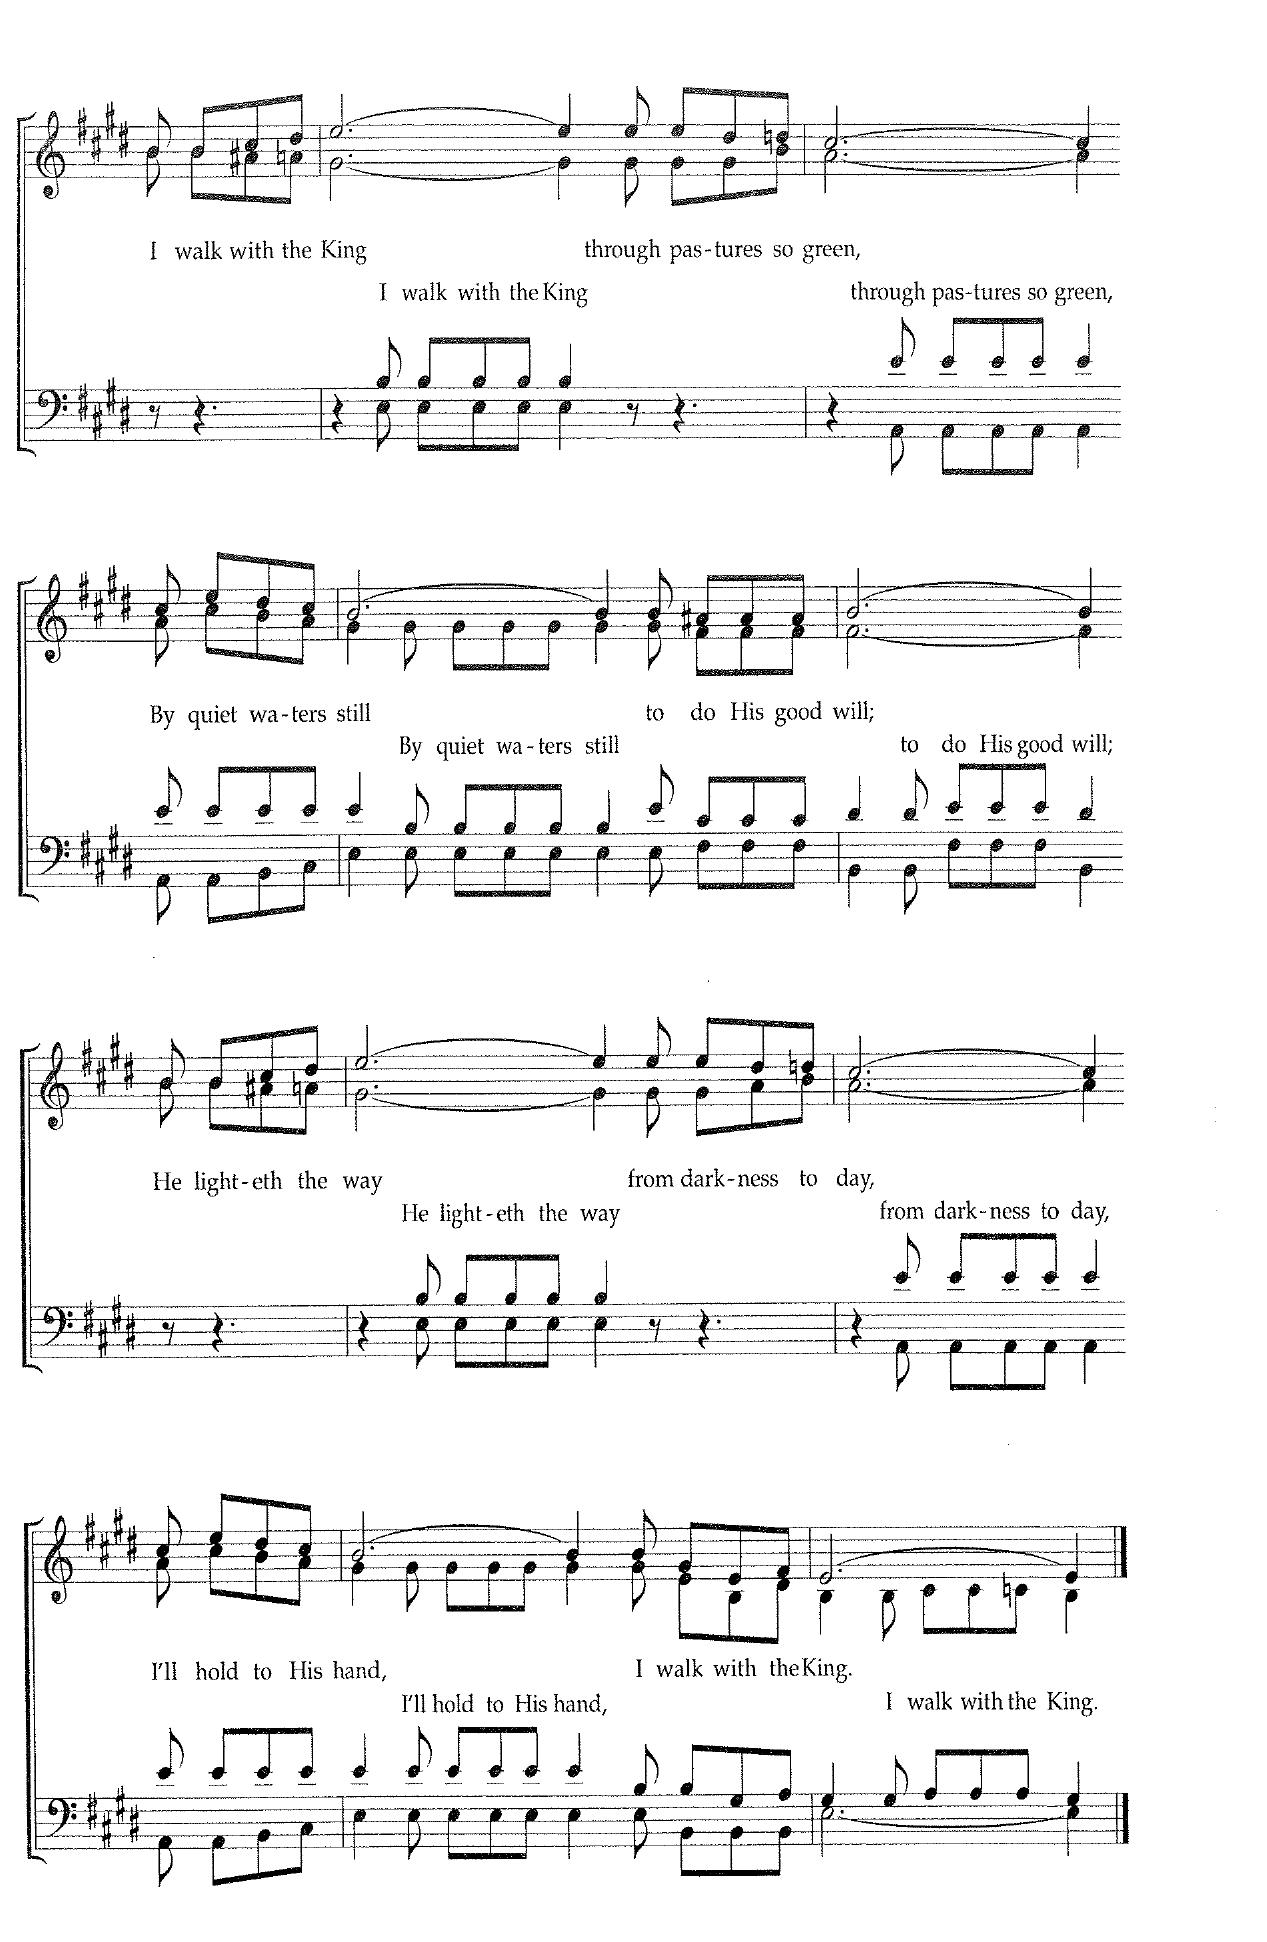 I walk with the King through pas-tures so green,
I walk with the King through pas-tures so green,
By quiet wa-ters still to do His good will;
By quiet wa-ters still to do His good will;
He light-eth the way from dark-ness to day,
He light-eth the way from dark-ness to day,
I'll hold to His hand, I walk with the King.
I'll hold to His hand, I walk with the King.